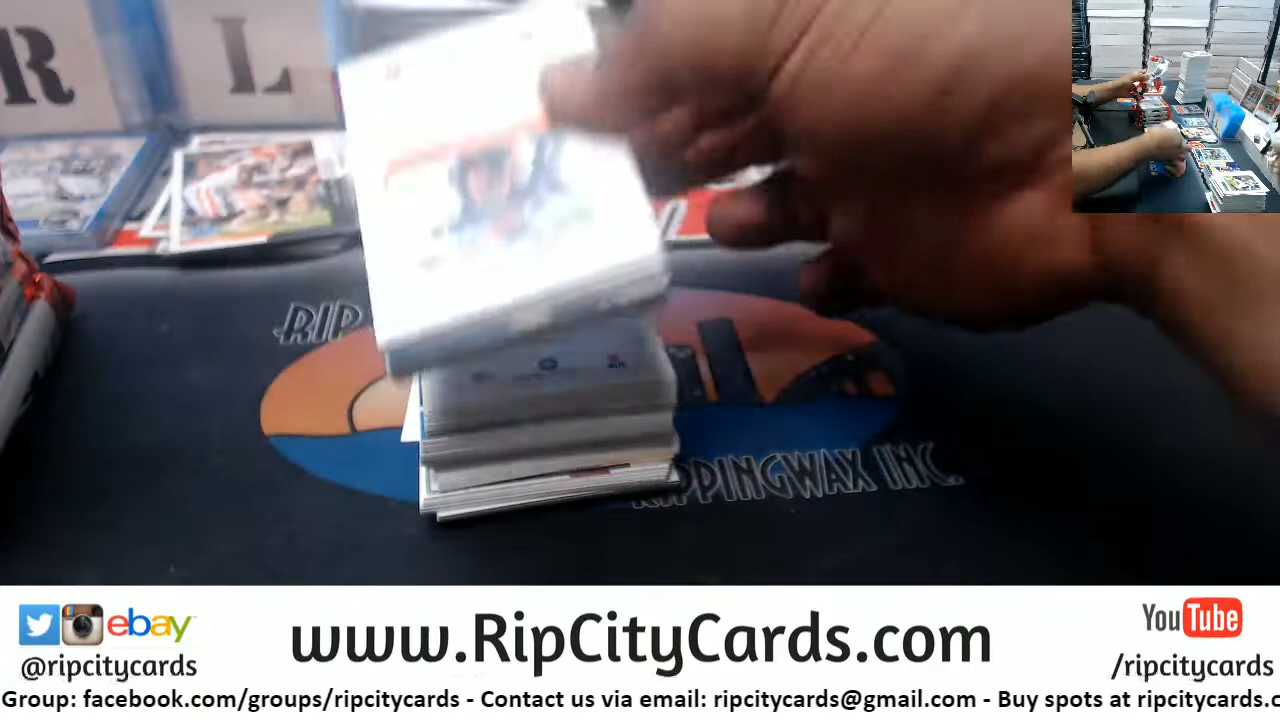 R L
RIP
RIPPINGWAX INC.
ebay
www.RipCityCards.com
YouTube
@ripcitycards
/ripcitycards
Group: facebook.com/groups/ripcitycards - Contact us via email: ripcitycards@gmail.com - Buy spots at ripcitycards.c